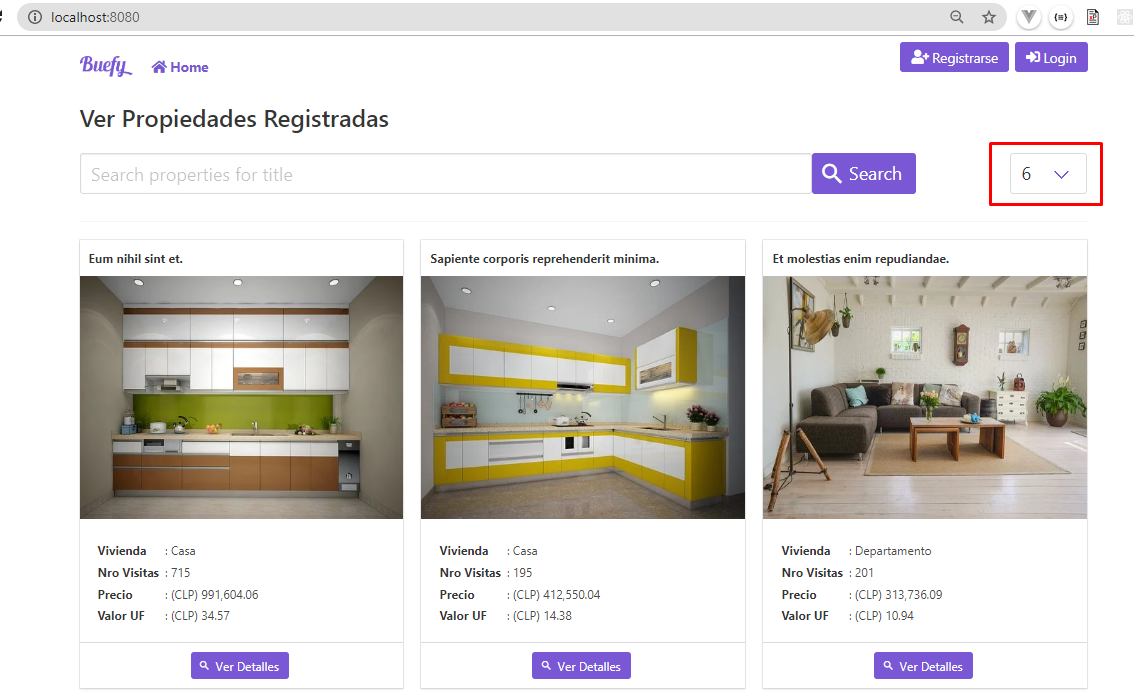 localhost:8080
Buefy
Home
Registrarse
Login
Ver Propiedades Registradas
Search properties for title
Search
6
Eum nihil sint et.
Sapiente corporis reprehenderit minima.
Et molestias enim repudiandae.
Vivienda : Casa
Nro Visitas : 715
Precio : (CLP) 991,604.06
Valor UF : (CLP) 34.57
Vivienda : Casa
Nro Visitas : 195
Precio : (CLP) 412,550.04
Valor UF : (CLP) 14.38
Vivienda : Departamento
Nro Visitas : 201
Precio : (CLP) 313,736.09
Valor UF : (CLP) 10.94
Ver Detalles
Ver Detalles
Ver Detalles